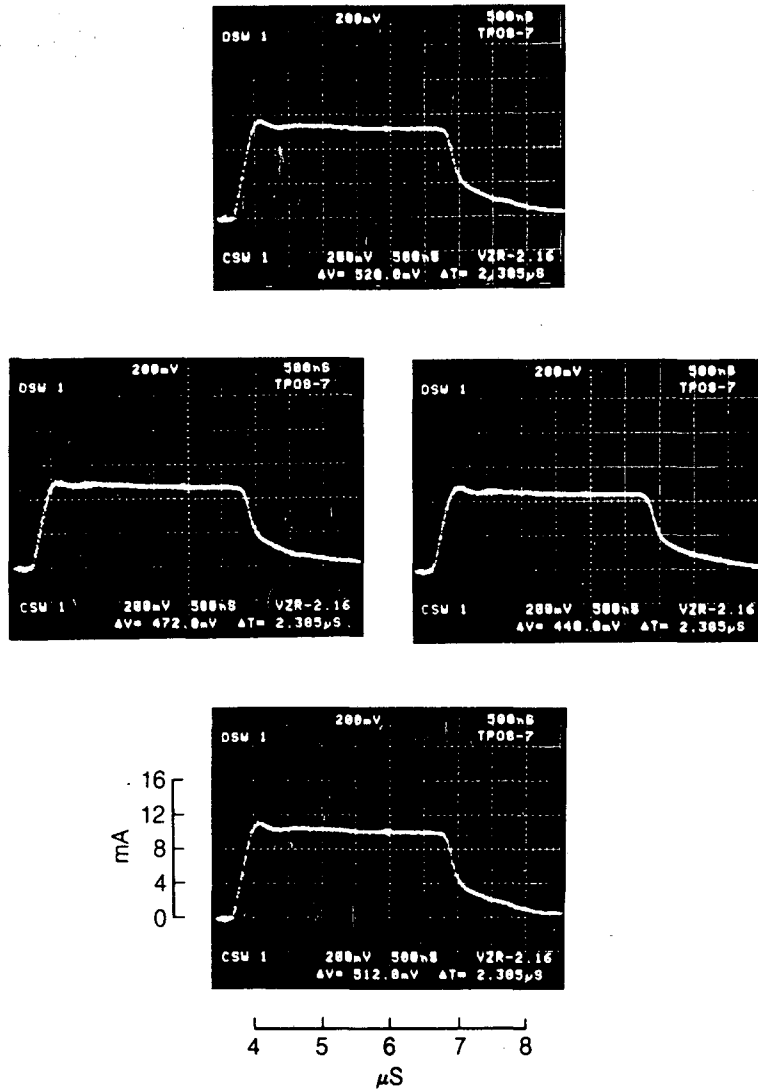 200mV 500nS
DSW 1 TPOS-7
CSW 1 200mV 500nS VZR-2.16
ΔV= 520.0mV ΔT= 2.305µS
200mV 500nS
DSW 1 TPOS-7
CSW 1 200mV 500nS VZR-2.16
ΔV= 472.0mV ΔT= 2.305µS
200mV 500nS
DSW 1 TPOS-7
CSW 1 200mV 500nS VZR-2.16
ΔV= 440.0mV ΔT= 2.305µS
200mV 500nS
DSW 1 TPOS-7
16
12
8
4
0
mA
CSW 1 200mV 500nS VZR-2.16
ΔV= 512.0mV ΔT= 2.305µS
4 5 6 7 8
µS